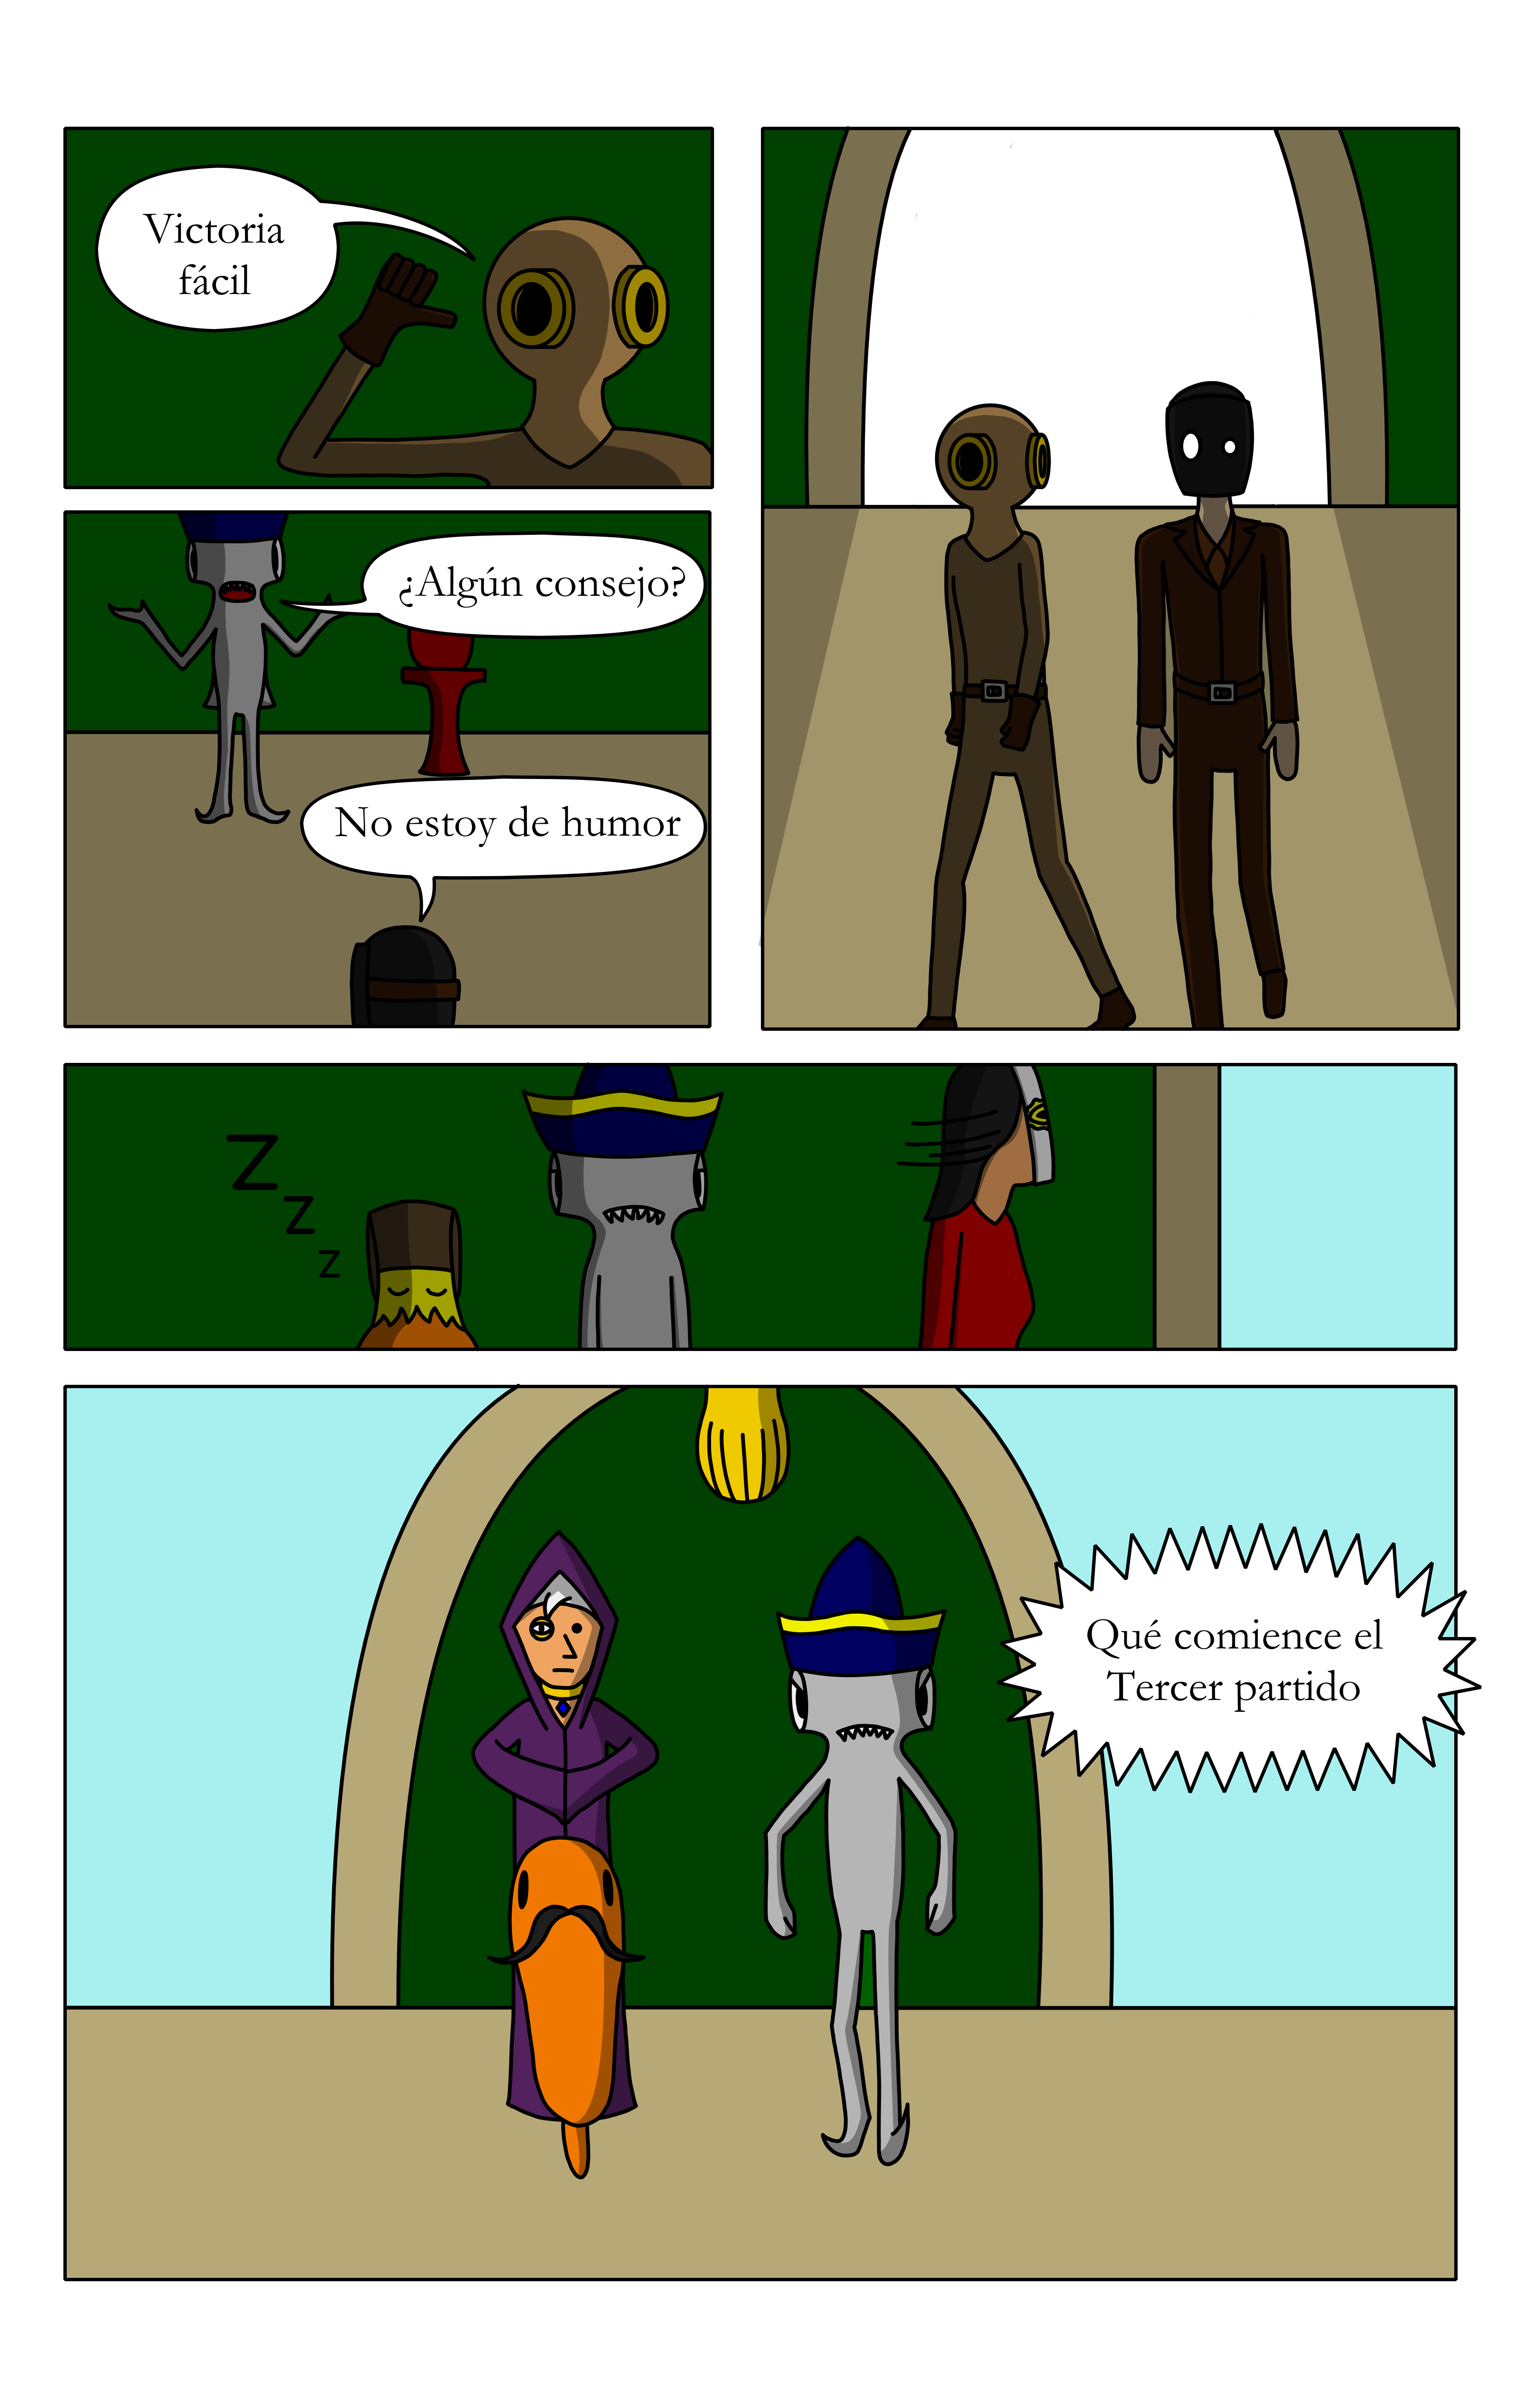 Victoria
fácil
¿Algún consejo?
No estoy de humor
Z
z
z
Qué comience el
Tercer partido